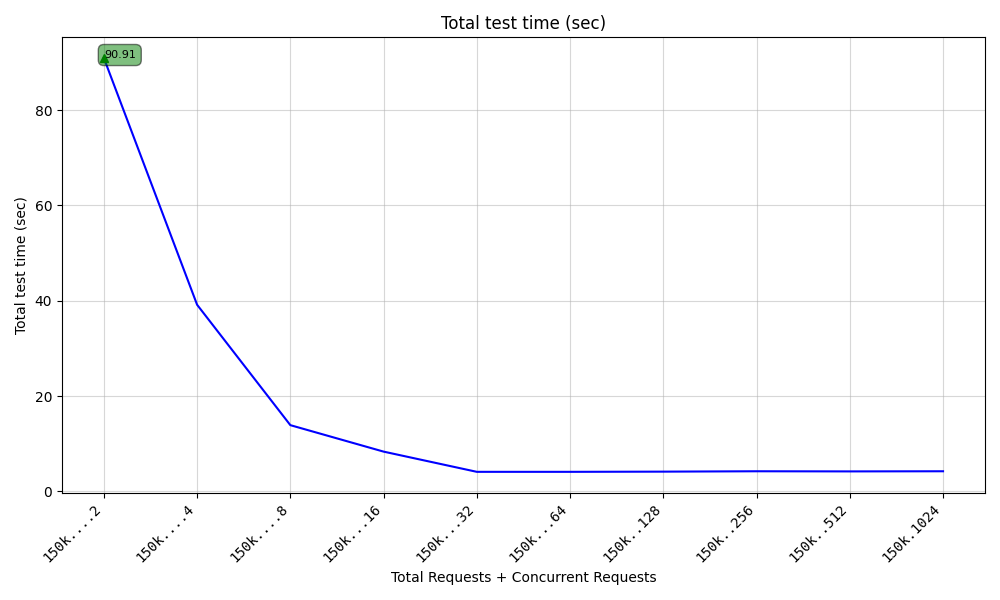 Total test time (sec)
90.91
80
60
40
20
0
Total test time (sec)
150k....2
150k....4
150k....8
150k...16
150k...32
150k...64
150k..128
150k..256
150k..512
150k.1024
Total Requests + Concurrent Requests